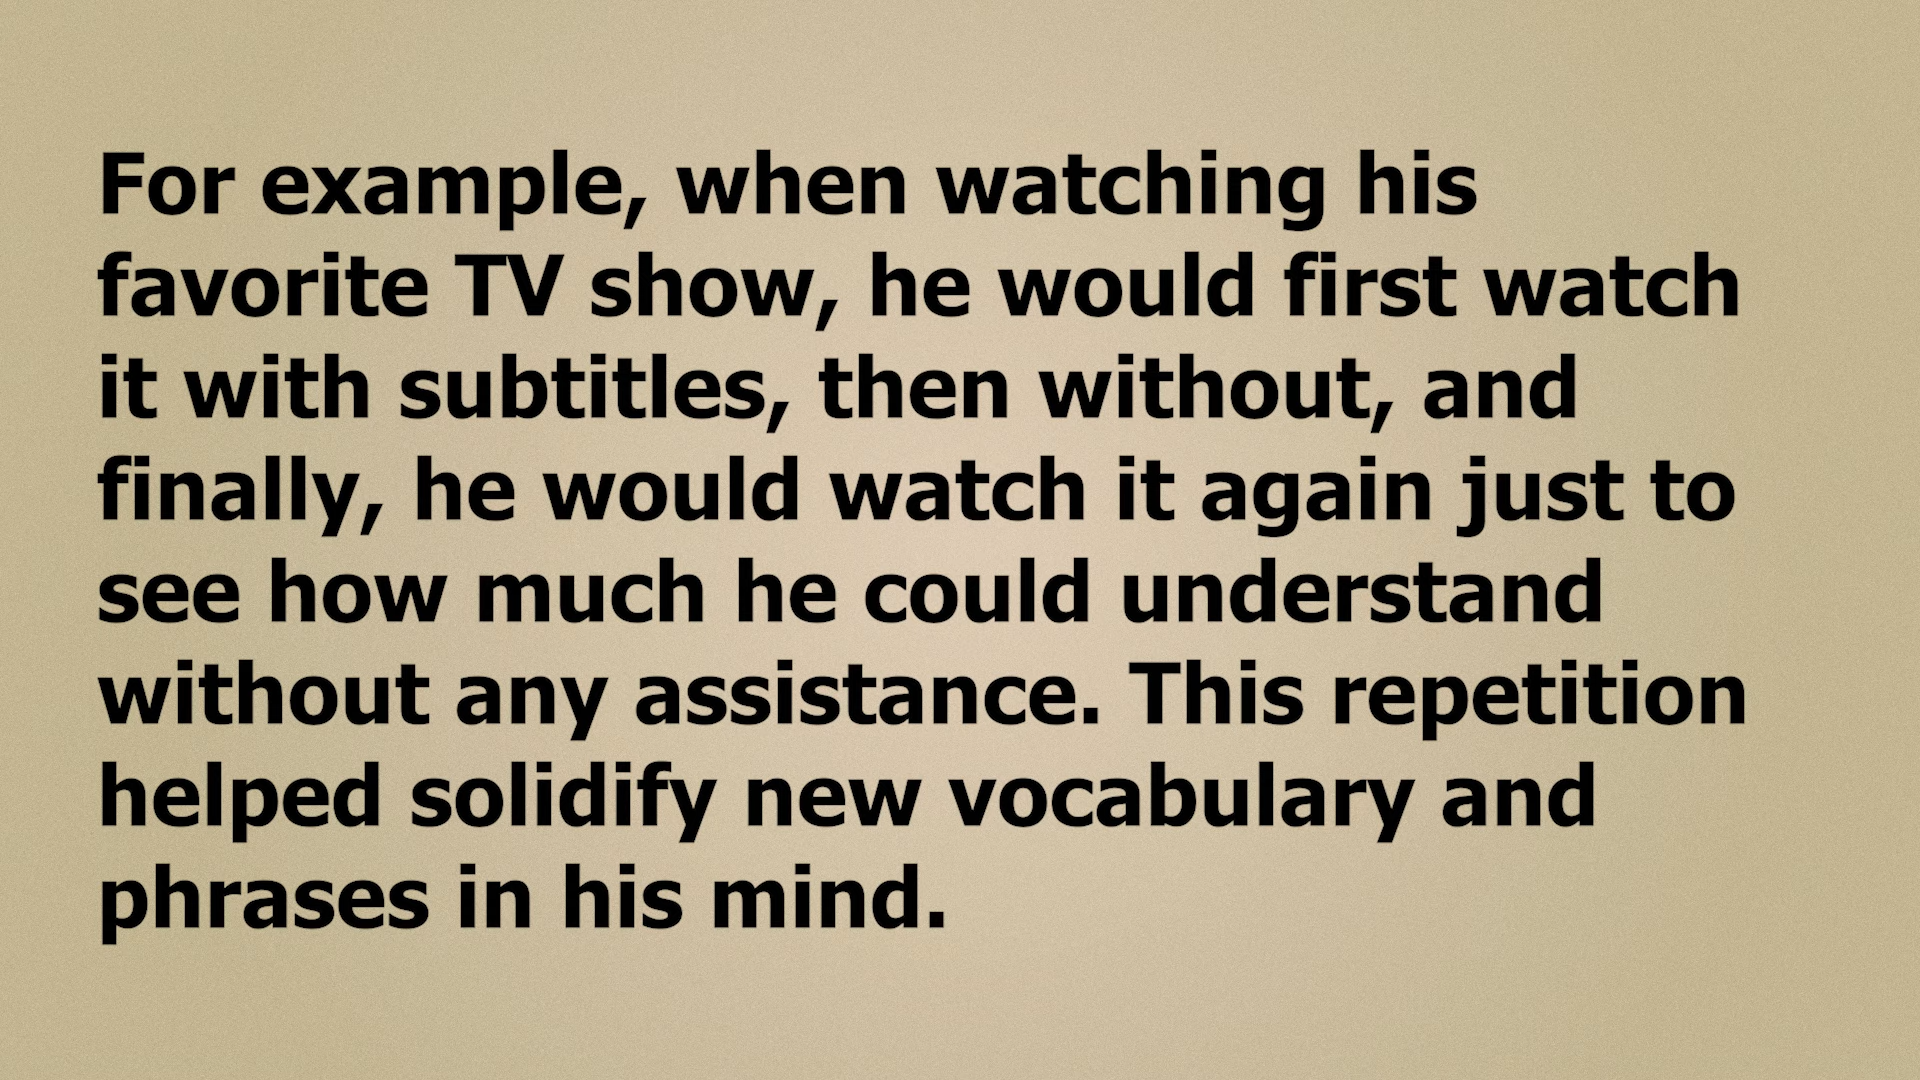 For example, when watching his
favorite TV show, he would first watch
it with subtitles, then without, and
finally, he would watch it again just to
see how much he could understand
without any assistance. This repetition
helped solidify new vocabulary and
phrases in his mind.